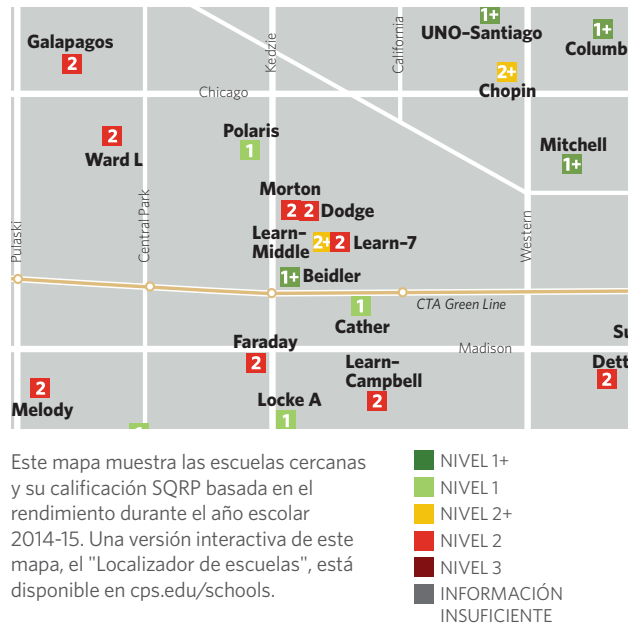 UNO–Santiago
1+
1+
Columb
Galapagos
2
Kedzie
California
2+
Chopin
Chicago
2
Ward L
Polaris
1
Mitchell
1+
Morton
2
2
Dodge
Learn–
Middle
2+
2
Learn–7
Pulaski
Central Park
Western
1+
Beidler
CTA Green Line
1
Cather
Su
Faraday
2
Madison
Learn–
Campbell
2
Dett
2
2
Melody
Locke A
1
1
Este mapa muestra las escuelas cercanas
y su calificación SQRP basada en el
rendimiento durante el año escolar
2014-15. Una versión interactiva de este
mapa, el "Localizador de escuelas", está
disponible en cps.edu/schools.
NIVEL 1+
NIVEL 1
NIVEL 2+
NIVEL 2
NIVEL 3
INFORMACIÓN
INSUFICIENTE